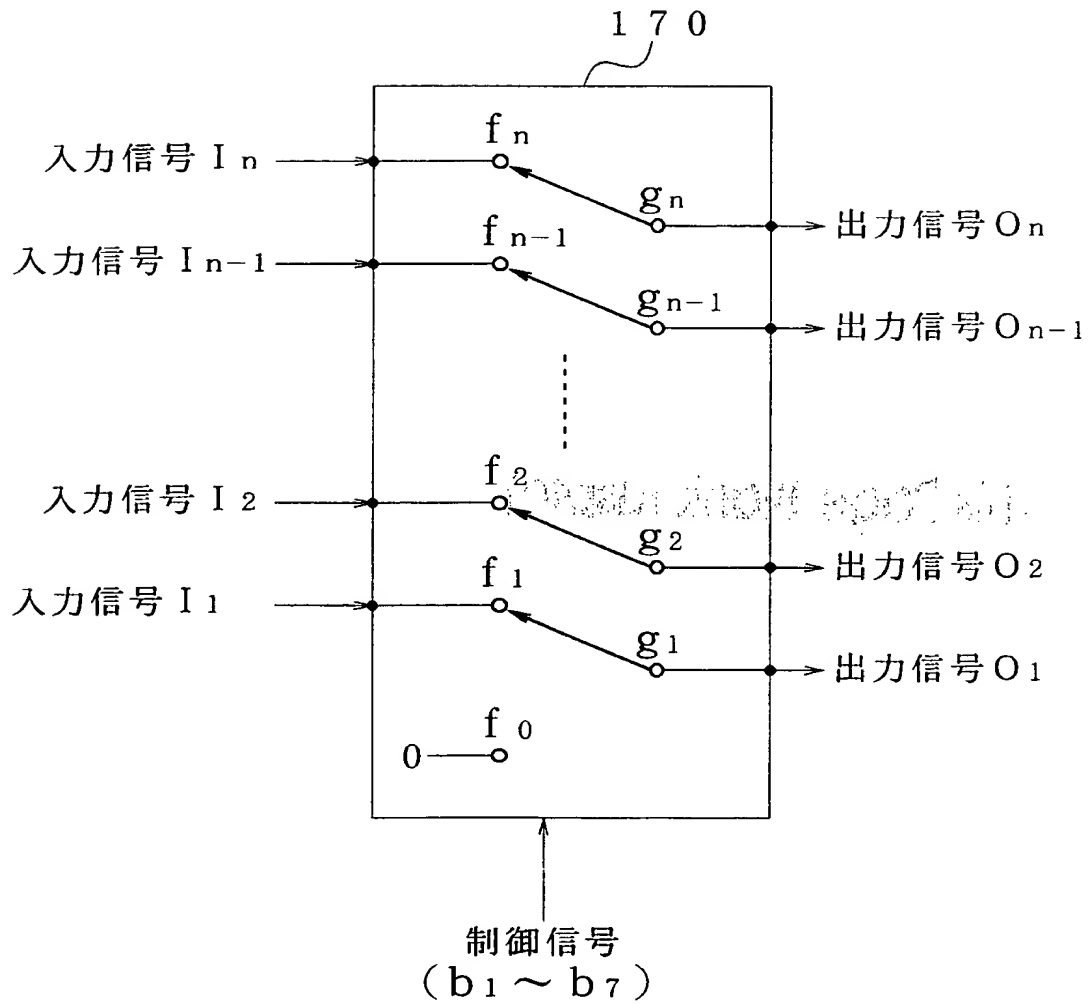 170
fn
入力信号 In
gn
出力信号 On
fn-1
入力信号 In-1
gn-1
出力信号 On-1
f2
入力信号 I2
g2
出力信号 O2
f1
入力信号 I1
g1
出力信号 O1
f0
0
制御信号
(b1～b7)